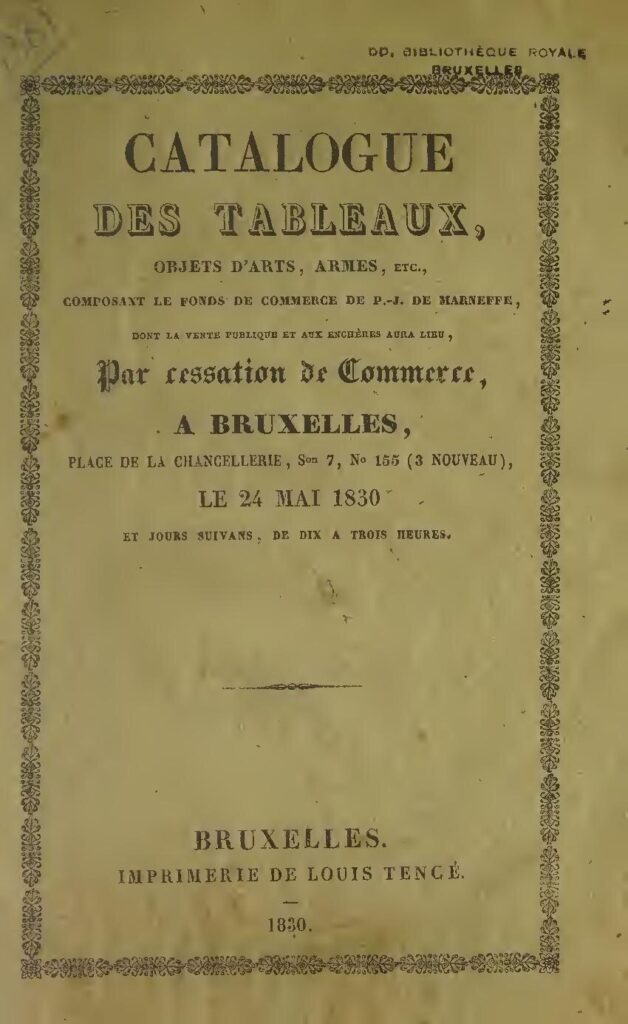 DD. BIBLIOTHÈQUE ROYALE
BRUXELLES
CATALOGUE
DES TABLEAUX,
OBJETS D'ARTS, ARMES, ETC.,
COMPOSANT LE FONDS DE COMMERCE DE P.-J. DE MARNEFFE,
DONT LA VENTE PUBLIQUE ET AUX ENCHÈRES AURA LIEU,
Par cessation de Commerce,
A BRUXELLES,
PLACE DE LA CHANCELLERIE, Son 7, No 155 (3 NOUVEAU),
LE 24 MAI 1830
ET JOURS SUIVANS, DE DIX A TROIS HEURES.
BRUXELLES.
IMPRIMERIE DE LOUIS TENCÉ.
1830.